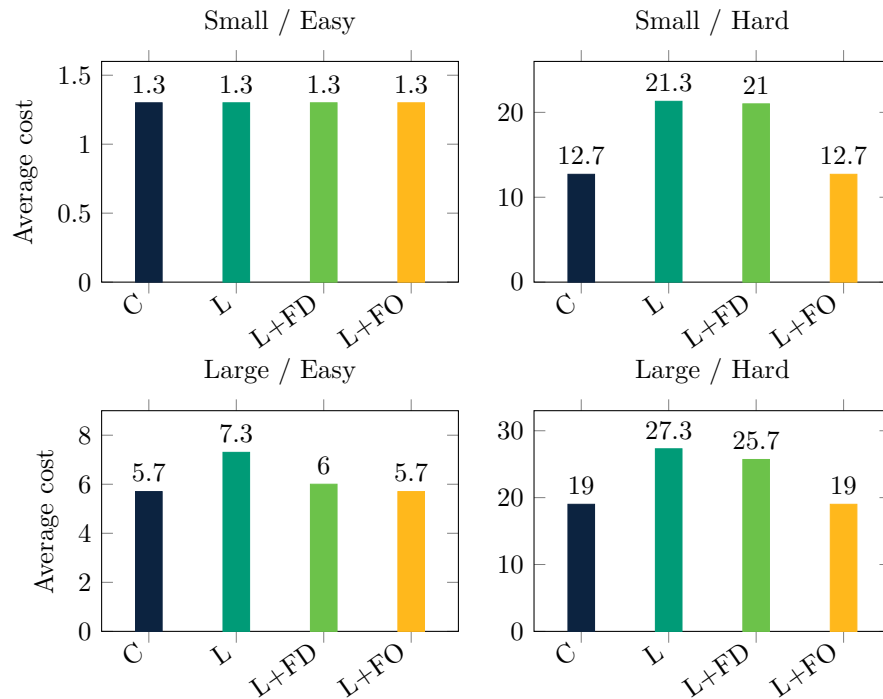 Small / Easy
Average cost
1.5
1
0.5
0
1.3
1.3
1.3
1.3
C
L
L+FD
L+FO
Small / Hard
20
10
0
12.7
21.3
21
12.7
C
L
L+FD
L+FO
Large / Easy
Average cost
8
6
4
2
0
5.7
7.3
6
5.7
C
L
L+FD
L+FO
Large / Hard
30
20
10
0
19
27.3
25.7
19
C
L
L+FD
L+FO